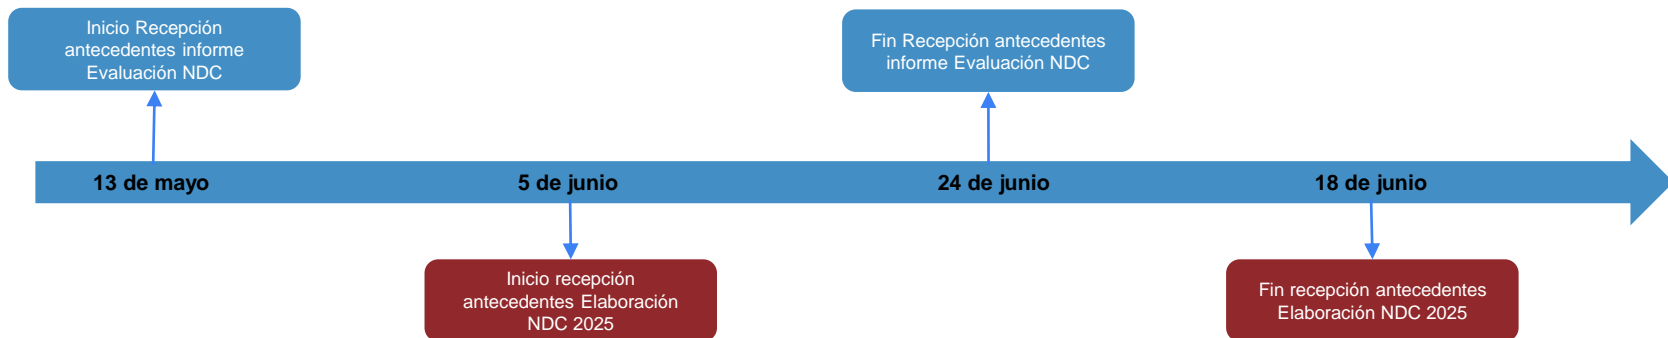 Inicio Recepción
antecedentes informe
Evaluación NDC
Fin Recepción antecedentes
informe Evaluación NDC
13 de mayo
5 de junio
24 de junio
18 de junio
Inicio recepción
antecedentes Elaboración
NDC 2025
Fin recepción antecedentes
Elaboración NDC 2025